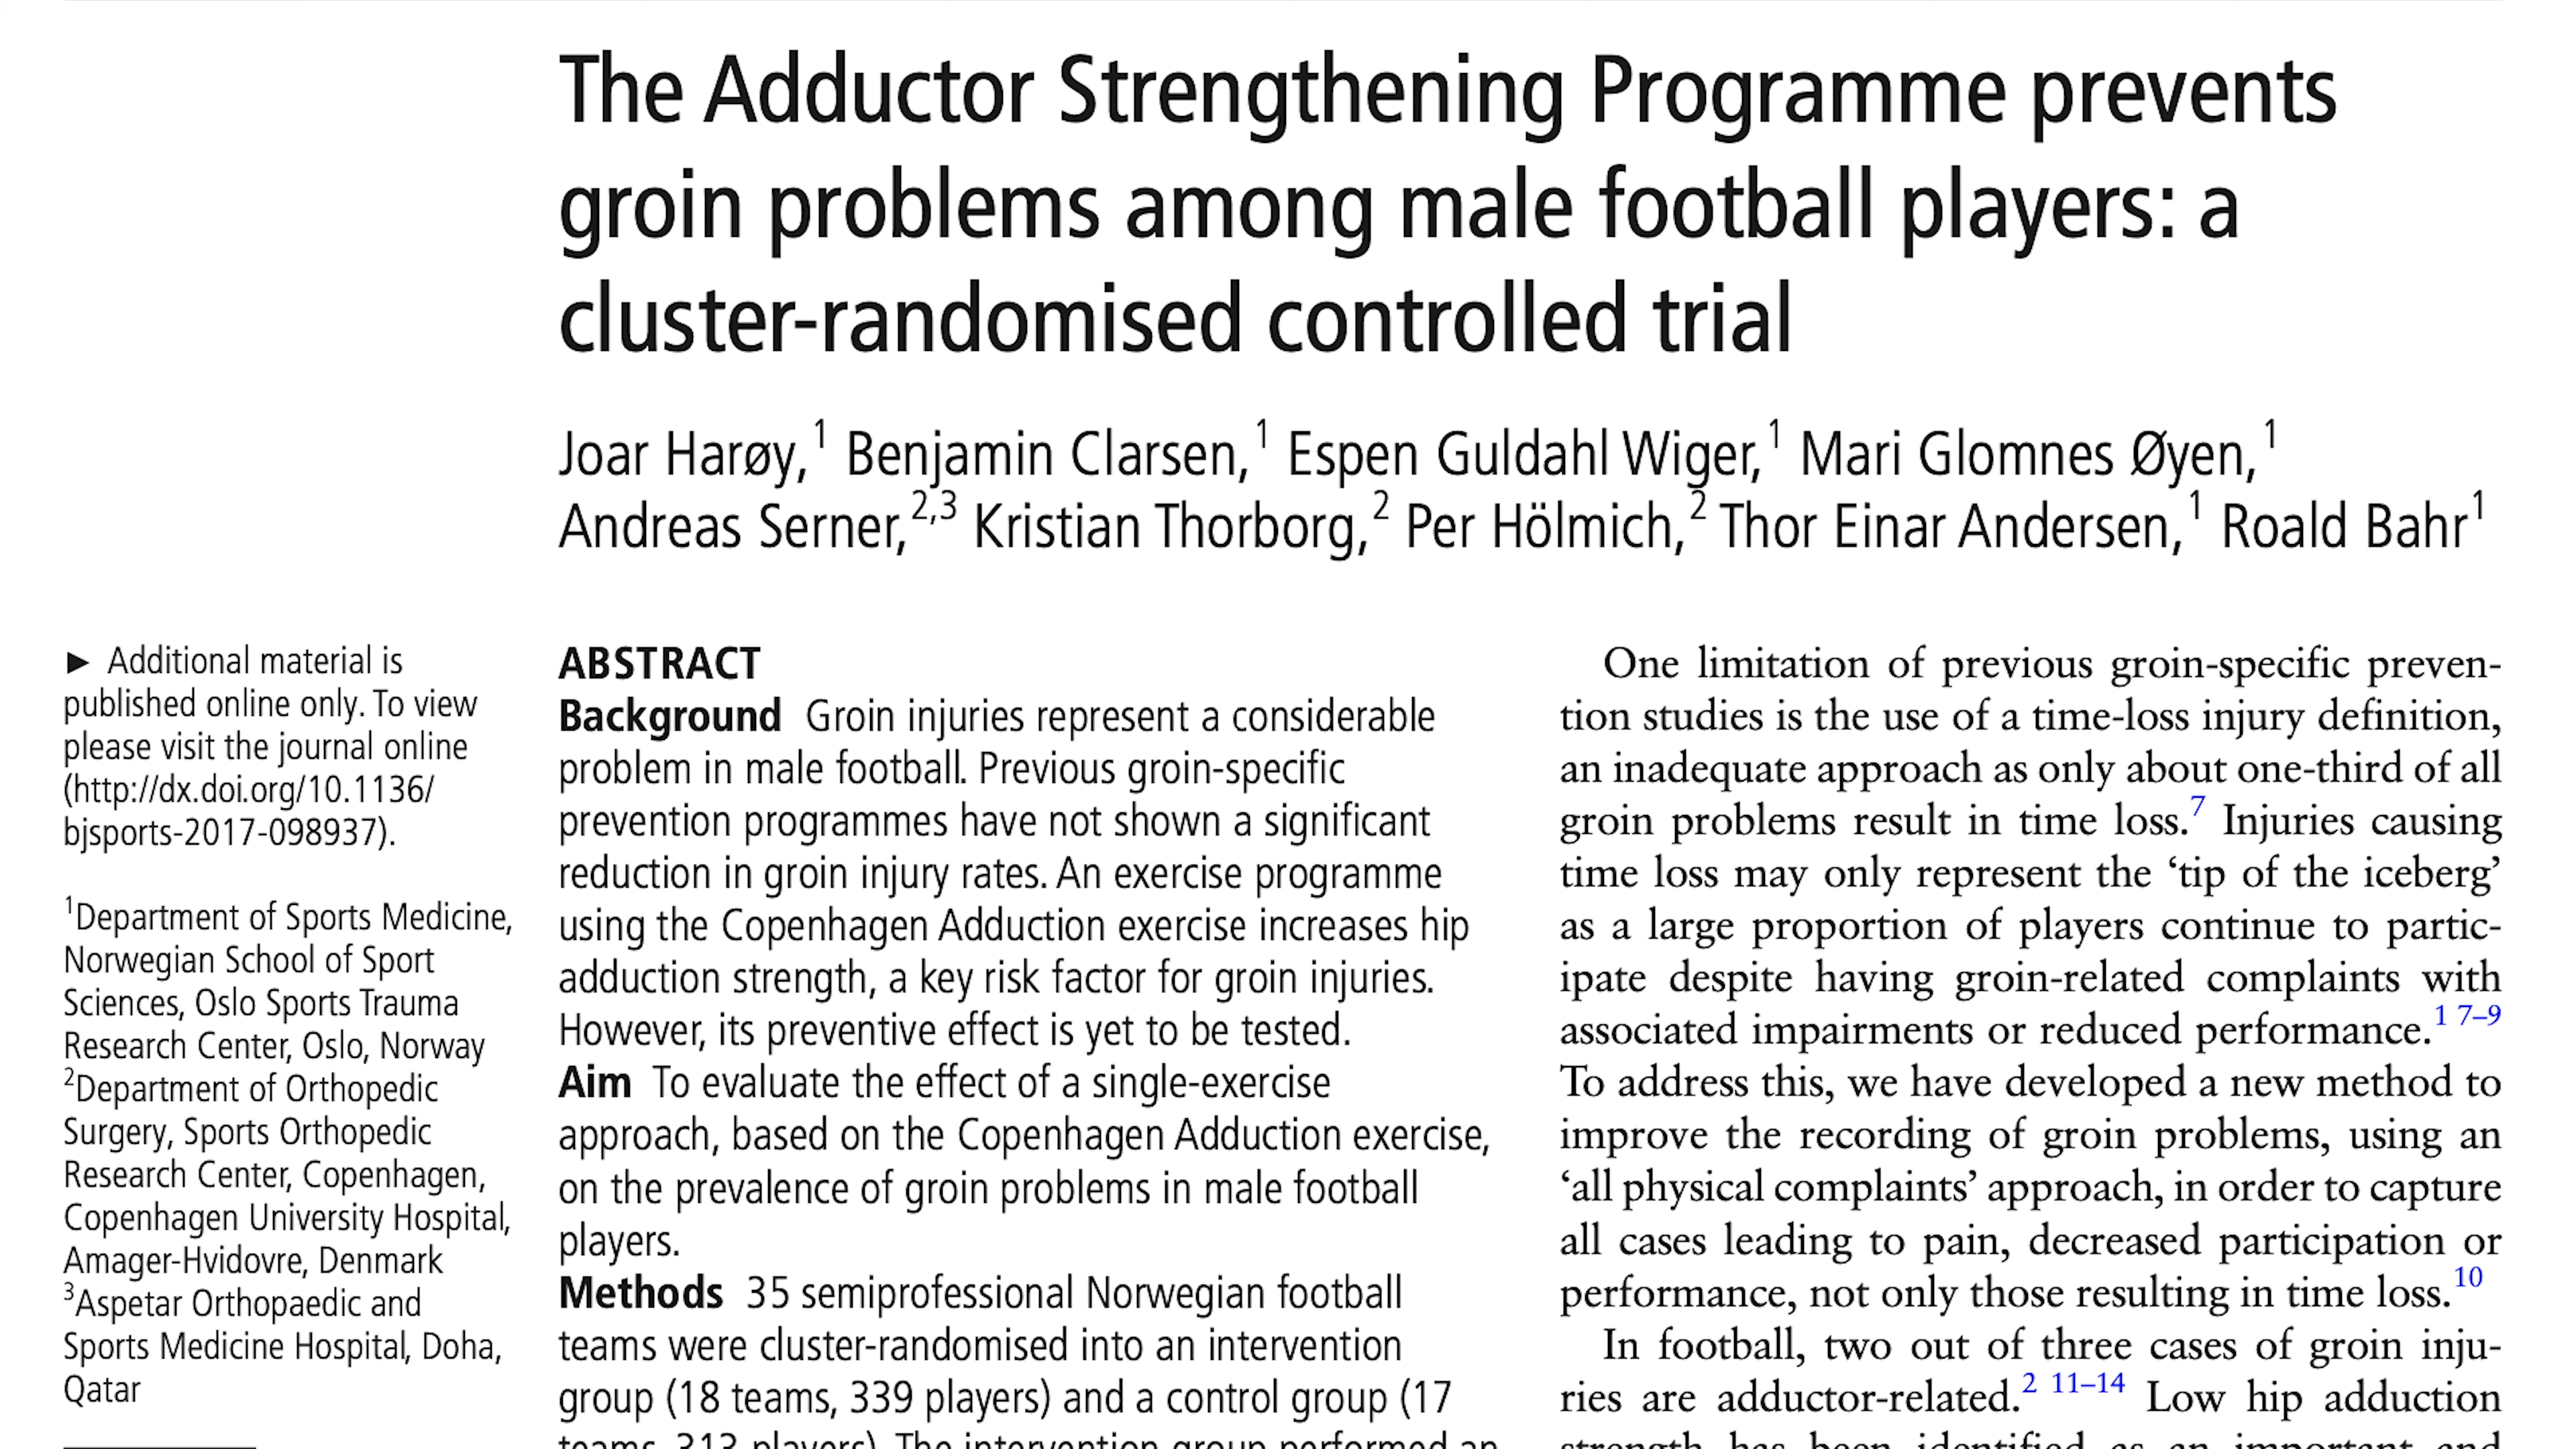 The Adductor Strengthening Programme prevents
groin problems among male football players: a
cluster-randomised controlled trial
Joar Harøy,1 Benjamin Clarsen,1 Espen Guldahl Wiger,1 Mari Glomnes Øyen,1
Andreas Serner,2,3 Kristian Thorborg,2 Per Hölmich,2 Thor Einar Andersen,1 Roald Bahr1
► Additional material is
published online only. To view
please visit the journal online
(http://dx.doi.org/10.1136/
bjsports-2017-098937).
1Department of Sports Medicine,
Norwegian School of Sport
Sciences, Oslo Sports Trauma
Research Center, Oslo, Norway
2Department of Orthopedic
Surgery, Sports Orthopedic
Research Center, Copenhagen,
Copenhagen University Hospital,
Amager-Hvidovre, Denmark
3Aspetar Orthopaedic and
Sports Medicine Hospital, Doha,
Qatar
ABSTRACT
Background Groin injuries represent a considerable
problem in male football. Previous groin-specific
prevention programmes have not shown a significant
reduction in groin injury rates. An exercise programme
using the Copenhagen Adduction exercise increases hip
adduction strength, a key risk factor for groin injuries.
However, its preventive effect is yet to be tested.
Aim To evaluate the effect of a single-exercise
approach, based on the Copenhagen Adduction exercise,
on the prevalence of groin problems in male football
players.
Methods 35 semiprofessional Norwegian football
teams were cluster-randomised into an intervention
group (18 teams, 339 players) and a control group (17
teams, 313 players). The intervention group performed an
One limitation of previous groin-specific preven-
tion studies is the use of a time-loss injury definition,
an inadequate approach as only about one-third of all
groin problems result in time loss.7 Injuries causing
time loss may only represent the ‘tip of the iceberg’
as a large proportion of players continue to partic-
ipate despite having groin-related complaints with
associated impairments or reduced performance.1 7–9
To address this, we have developed a new method to
improve the recording of groin problems, using an
‘all physical complaints’ approach, in order to capture
all cases leading to pain, decreased participation or
performance, not only those resulting in time loss.10
In football, two out of three cases of groin inju-
ries are adductor-related.2 11–14 Low hip adduction
strength has been identified as an important and